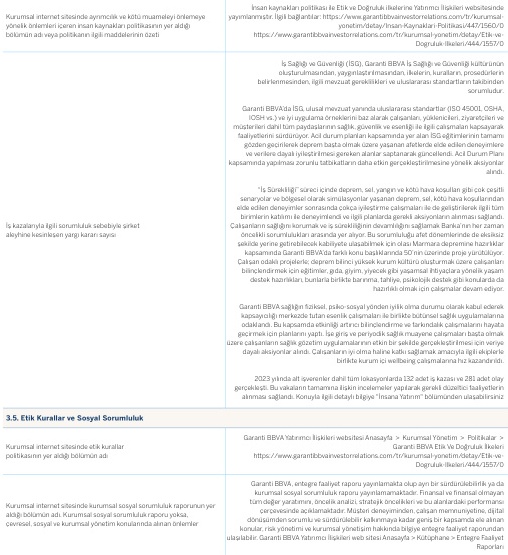 Kurumsal internet sitesinde ayrımcılık ve kötü muameleyi önlemeye
yönelik önlemleri içeren insan kaynakları politikasının yer aldığı
bölümün adı veya politikanın ilgili maddelerinin özeti
İnsan kaynakları politikası ile Etik ve Doğruluk ilkelerine Yatırımcı İlişkileri websitesinde
yayımlanmıştır. İlgili bağlantılar: https://www.garantibbvainvestorrelations.com/tr/kurumsal-
yonetim/detay/Insan-Kaynaklari-Politikasi/447/1560/0
https://www.garantibbvainvestorrelations.com/tr/kurumsal-yonetim/detay/Etik-ve-
Dogruluk-Ilkeleri/444/1557/0
İş kazalarıyla ilgili sorumluluk sebebiyle şirket
aleyhine kesinleşen yargı kararı sayısı
İş Sağlığı ve Güvenliği (İSG), Garanti BBVA İş Sağlığı ve Güvenliği kültürünün
oluşturulmasından, yaygınlaştırılmasından, ilkelerin, kuralların, prosedürlerin
belirlenmesinden, ilgili mevzuat gereklilikleri ve uluslararası standartların takibinden
sorumludur.
Garanti BBVA'da İSG, ulusal mevzuat yanında uluslararası standartlar (ISO 45001, OSHA,
IOSH vs.) ve iyi uygulama örneklerini baz alarak çalışanları, yüklenicileri, ziyaretçileri ve
müşterileri dahil tüm paydaşlarının sağlık, güvenlik ve esenliği ile ilgili çalışmaları kapsayarak
faaliyetlerini sürdürüyor. Acil durum planları kapsamında yer alan İSG eğitimlerinin tamamı
gözden geçirilerek deprem başta olmak üzere yaşanan afetlerde elde edilen deneyimlere
ve verilere dayalı iyileştirilmesi gereken alanlar saptanarak güncellendi. Acil Durum Planı
kapsamında yapılması zorunlu tatbikatların daha etkin gerçekleştirilmesine yönelik aksiyonlar
alındı.
"İş Sürekliliği" süreci içinde deprem, sel, yangın ve kötü hava koşulları gibi çok çeşitli
senaryolar ve bölgesel olarak simülasyonlar yaşanan deprem, sel, kötü hava koşullarından
elde edilen deneyimler sonrasında çokça iyileştirme çalışmaları ile de geliştirilerek ilgili tüm
birimlerin katılımı ile deneyimlendi ve ilgili planlarda gerekli aksiyonların alınması sağlandı.
Çalışanların sağlığını korumak ve iş sürekliliğinin devamlılığını sağlamak Banka'nın her zaman
öncelikli sorumlulukları arasında yer alıyor. Bu sorumluluğu afet dönemlerinde de eksiksiz
şekilde yerine getirebilecek kabiliyete ulaşabilmek için olası Marmara depremine hazırlıklar
kapsamında Garanti BBVA'da farklı konu başlıklarında 50'nin üzerinde proje yürütülüyor.
Çalışan odaklı projelerle; deprem bilinci yüksek kurum kültürü oluşturmak üzere çalışanları
bilinçlendirmek için eğitimler, gıda, giyim, yiyecek gibi yaşamsal ihtiyaçlara yönelik yaşam
destek hazırlıkları, bunlarla birlikte barınma, tahliye, psikolojik destek gibi konularda da
hazırlıklı olmak için çalışmalar devam ediyor.
Garanti BBVA sağlığın fiziksel, psiko-sosyal yönden iyilik olma durumu olarak kabul ederek
kapsayıcılığı merkezde tutan esenlik çalışmaları ile birlikte bütünsel sağlık uygulamalarına
odaklandı. Bu kapsamda etkinliği artırıcı bilinçlendirme ve farkındalık çalışmalarını hayata
geçirmek için planlarını yaptı. İşe giriş ve periyodik sağlık muayene çalışmaları başta olmak
üzere çalışanların sağlık gözetim uygulamalarının etkin bir şekilde gerçekleştirilmesi için veriye
dayalı aksiyonlar alındı. Çalışanların iyi olma haline katkı sağlamak amacıyla ilgili ekiplerle
birlikte kurum içi wellbeing çalışmalarına hız kazandırıldı.
2023 yılında alt işverenler dahil tüm lokasyonlarda 132 adet iş kazası ve 281 adet olay
gerçekleşti. Bu vakaların tamamına ilişkin incelemeler yapılarak gerekli düzeltici faaliyetlerin
alınması sağlandı. Konuyla ilgili detaylı bilgiye "İnsana Yatırım" bölümünden ulaşabilirsiniz
3.5. Etik Kurallar ve Sosyal Sorumluluk
Kurumsal internet sitesinde etik kurallar
politikasının yer aldığı bölümün adı
Garanti BBVA Yatırımcı İlişkileri websitesi Anasayfa > Kurumsal Yönetim > Politikalar >
Garanti BBVA Etik Ve Doğruluk İlkeleri
https://www.garantibbvainvestorrelations.com/tr/kurumsal-yonetim/detay/Etik-ve-
Dogruluk-Ilkeleri/444/1557/0
Kurumsal internet sitesinde kurumsal sosyal sorumluluk raporunun yer
aldığı bölümün adı. Kurumsal sosyal sorumluluk raporu yoksa,
çevresel, sosyal ve kurumsal yönetim konularında alınan önlemler
Garanti BBVA, entegre faaliyet raporu yayınlamakta olup ayrı bir sürdürülebilirlik ya da
kurumsal sosyal sorumluluk raporu yayınlamamaktadır. Finansal ve finansal olmayan
tüm değer yaratımını, öncelik analizi, stratejik öncelikleri ve bu alanlardaki performansı
çerçevesinde açıklamaktadır. Müşteri deneyiminden, çalışan memnuniyetine, dijital
dönüşümden sorumlu ve sürdürülebilir kalkınmaya kadar geniş bir kapsamda ele alınan
konular, risk yönetimi ve kurumsal yönetişim hakkında bilgiye entegre faaliyet raporundan
ulaşılabilir. Garanti BBVA Yatırımcı İlişkileri web sitesi Anasayfa > Kütüphane > Entegre Faaliyet
Raporları